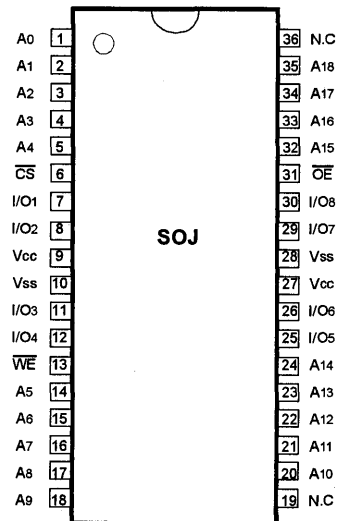 A0 1 36 N.C
A1 2 35 A18
A2 3 34 A17
A3 4 33 A16
A4 5 32 A15
C̅S̅ 6 31 O̅E̅
I/O1 7 30 I/O8
I/O2 8 29 I/O7
SOJ
Vcc 9 28 Vss
Vss 10 27 Vcc
I/O3 11 26 I/O6
I/O4 12 25 I/O5
W̅E̅ 13 24 A14
A5 14 23 A13
A6 15 22 A12
A7 16 21 A11
A8 17 20 A10
A9 18 19 N.C